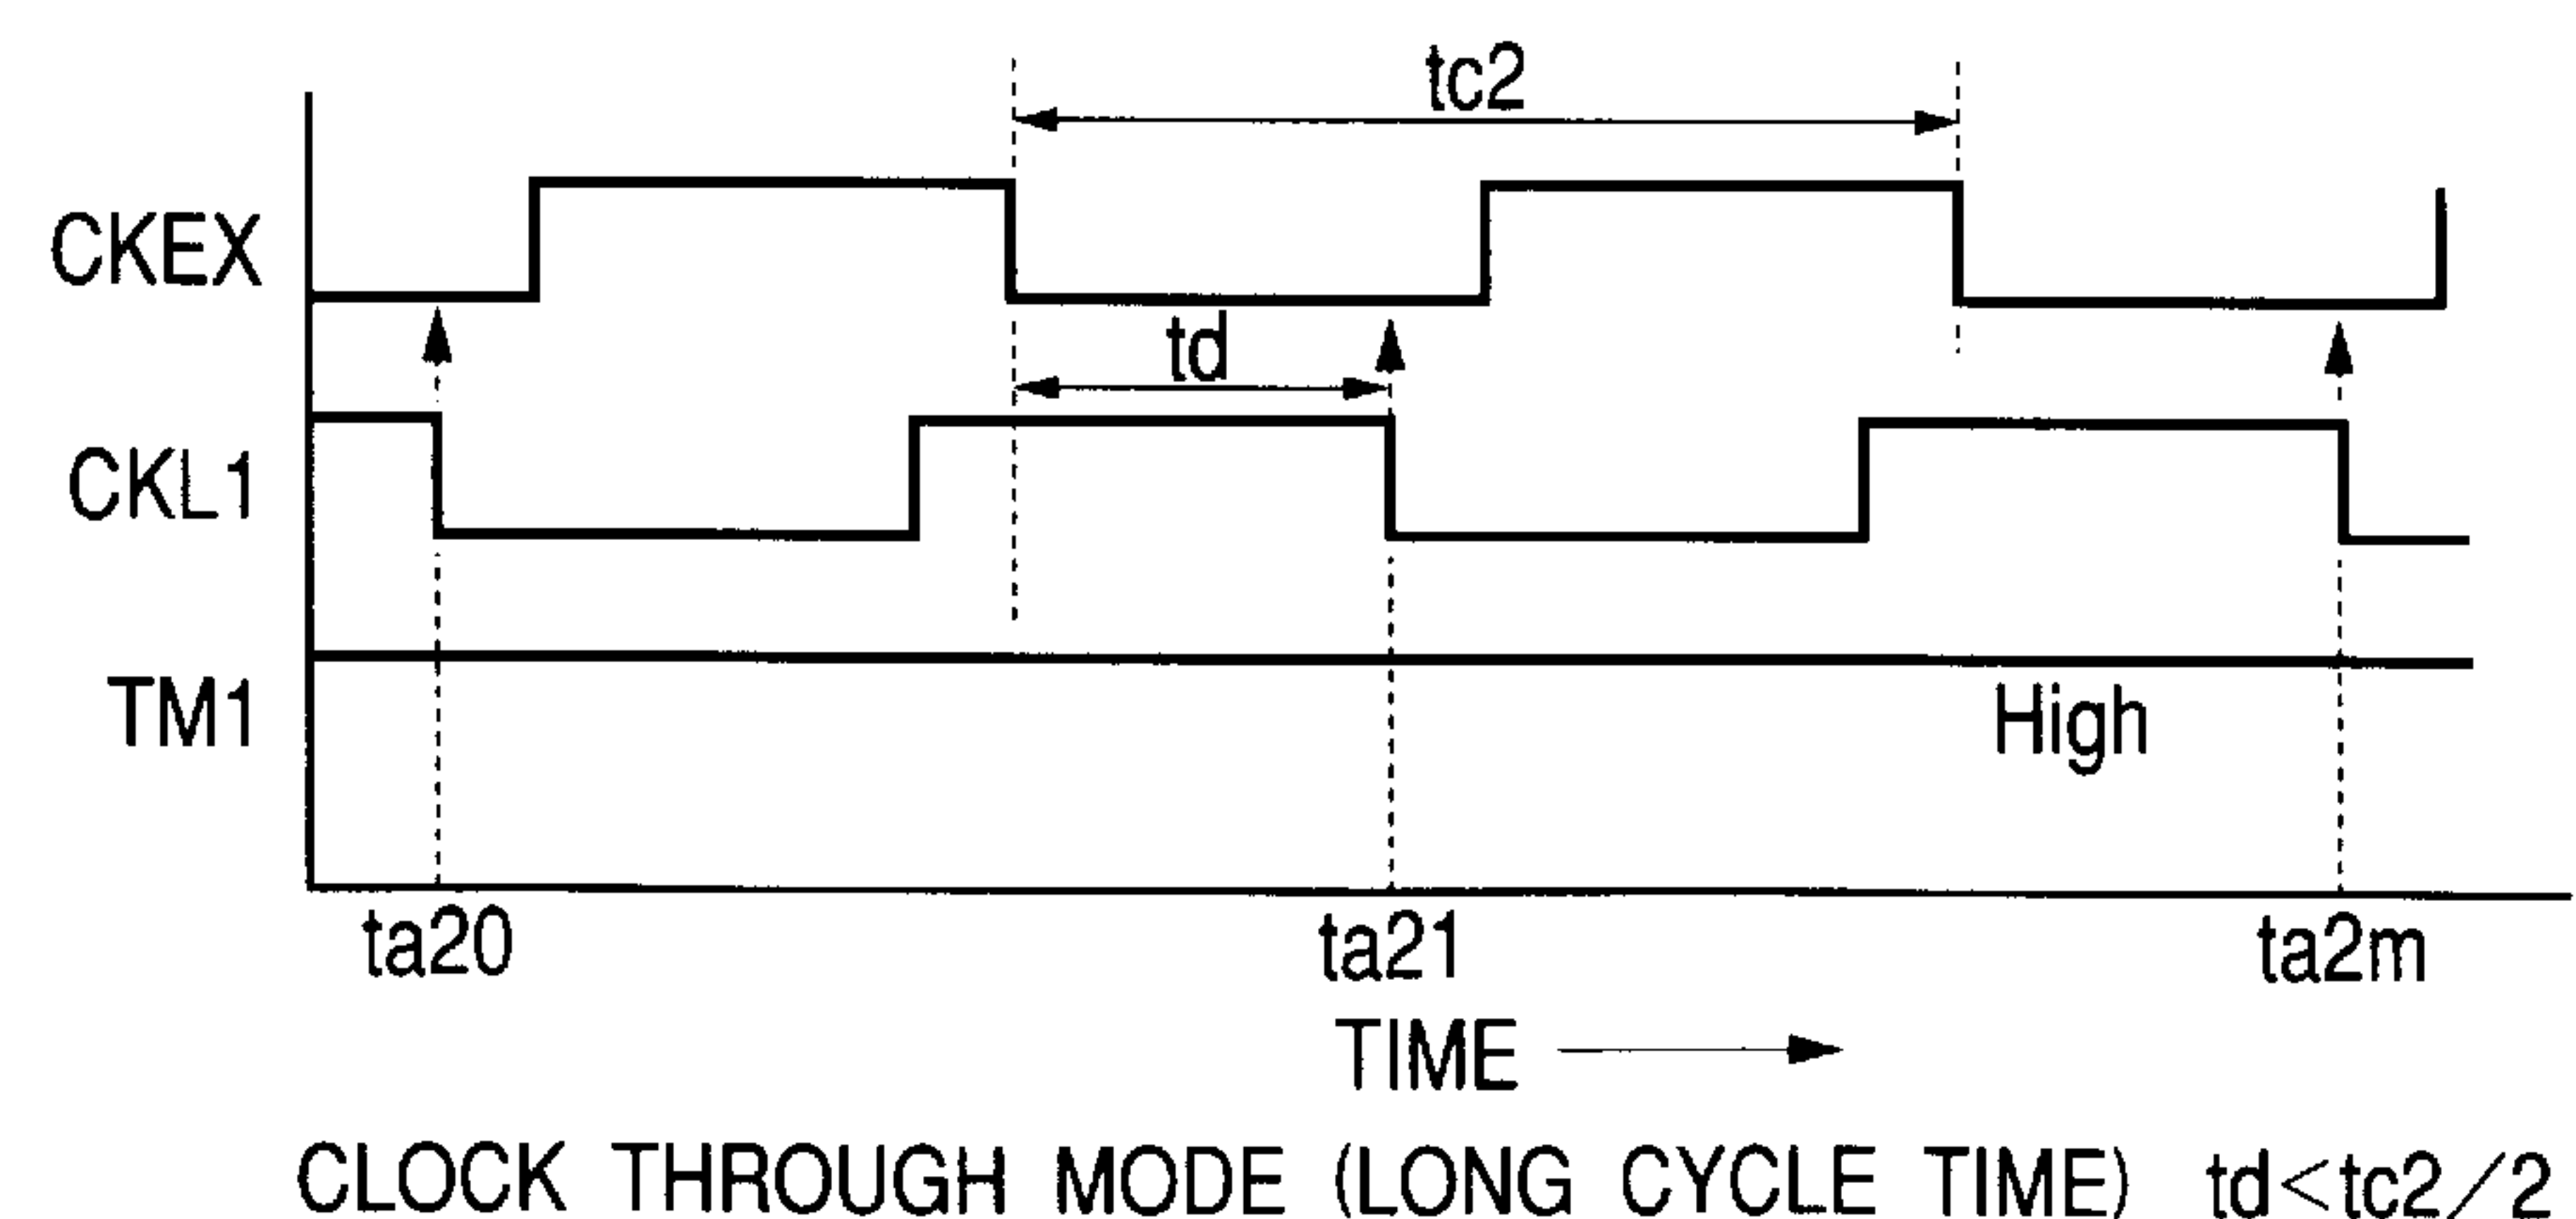 tc2
CKEX
td
CKL1
TM1
High
ta20 ta21 ta2m
TIME
CLOCK THROUGH MODE (LONG CYCLE TIME) td<tc2/2